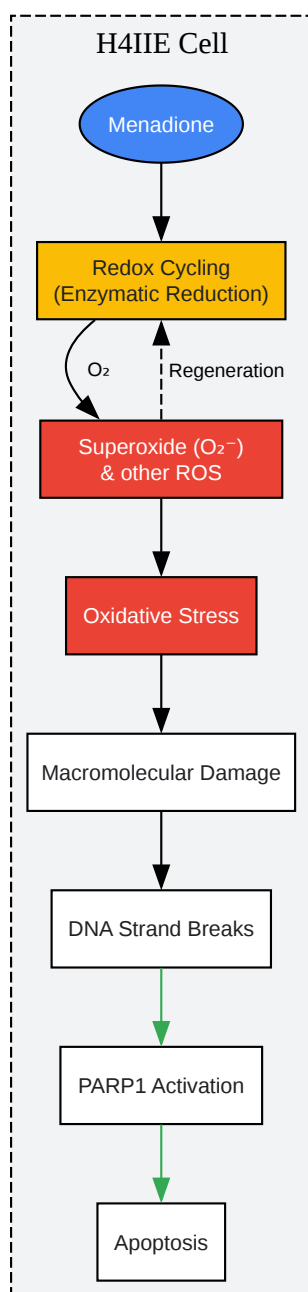 H4IIE Cell
Menadione
Redox Cycling
(Enzymatic Reduction)
O₂
Regeneration
Superoxide (O₂⁻)
& other ROS
Oxidative Stress
Macromolecular Damage
DNA Strand Breaks
PARP1 Activation
Apoptosis